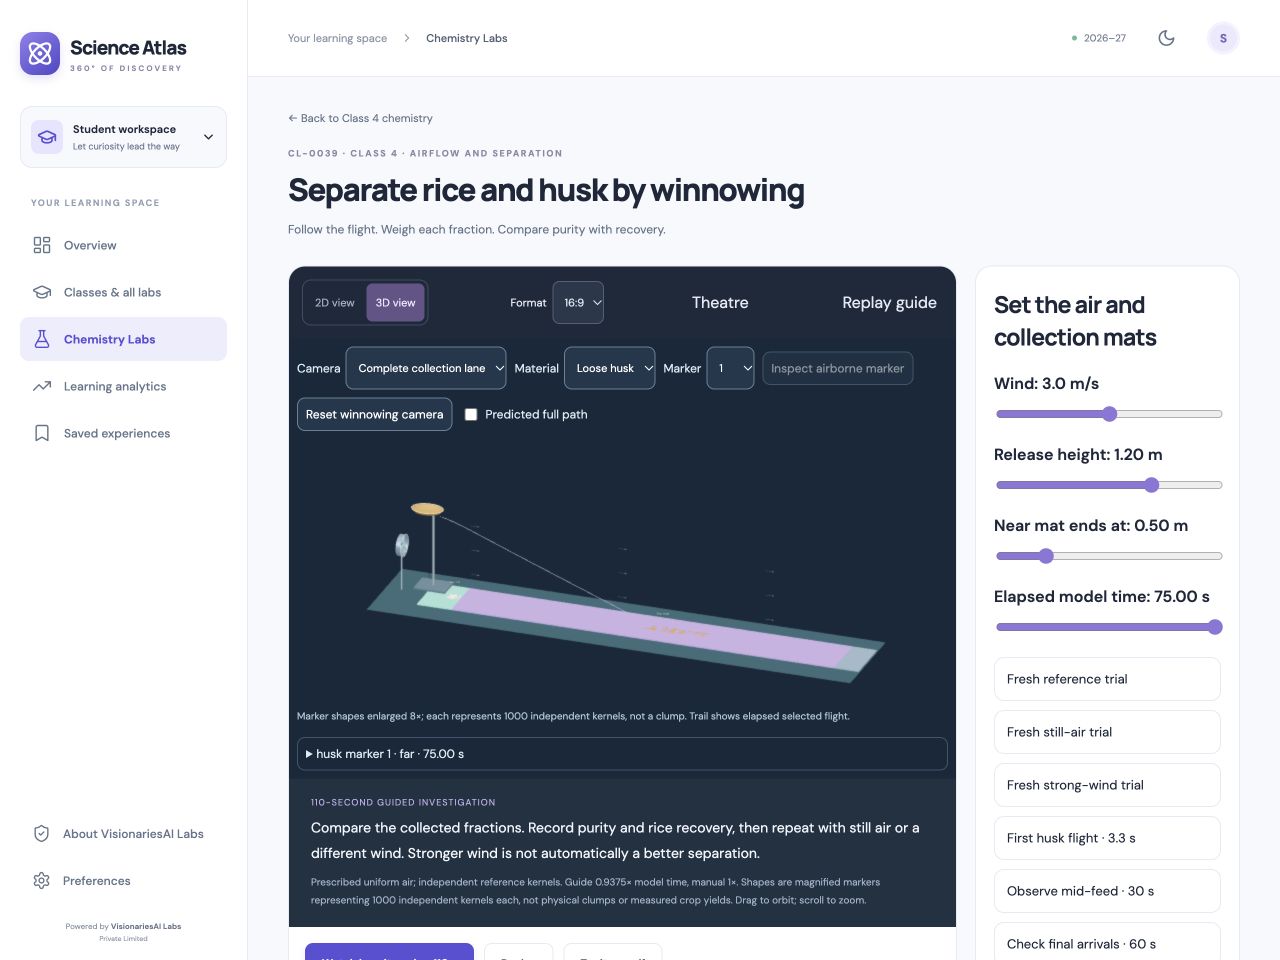 Science Atlas
360° OF DISCOVERY
Student workspace
Let curiosity lead the way
YOUR LEARNING SPACE
Overview
Classes & all labs
Chemistry Labs
Learning analytics
Saved experiences
About VisionariesAI Labs
Preferences
Powered by VisionariesAI Labs
Private Limited
Your learning space > Chemistry Labs
2026–27
S
← Back to Class 4 chemistry
CL-0039 · CLASS 4 · AIRFLOW AND SEPARATION
Separate rice and husk by winnowing
Follow the flight. Weigh each fraction. Compare purity with recovery.
2D view 3D view Format 16:9 Theatre Replay guide
Camera Complete collection lane Material Loose husk Marker 1 Inspect airborne marker
Reset winnowing camera Predicted full path
Marker shapes enlarged 8×; each represents 1000 independent kernels, not a clump. Trail shows elapsed selected flight.
▶ husk marker 1 · far · 75.00 s
110-SECOND GUIDED INVESTIGATION
Compare the collected fractions. Record purity and rice recovery, then repeat with still air or a
different wind. Stronger wind is not automatically a better separation.
Prescribed uniform air; independent reference kernels. Guide 0.9375× model time, manual 1×. Shapes are magnified markers
representing 1000 independent kernels each, not physical clumps or measured crop yields. Drag to orbit; scroll to zoom.
Set the air and
collection mats
Wind: 3.0 m/s
Release height: 1.20 m
Near mat ends at: 0.50 m
Elapsed model time: 75.00 s
Fresh reference trial
Fresh still-air trial
Fresh strong-wind trial
First husk flight · 3.3 s
Observe mid-feed · 30 s
Check final arrivals · 60 s